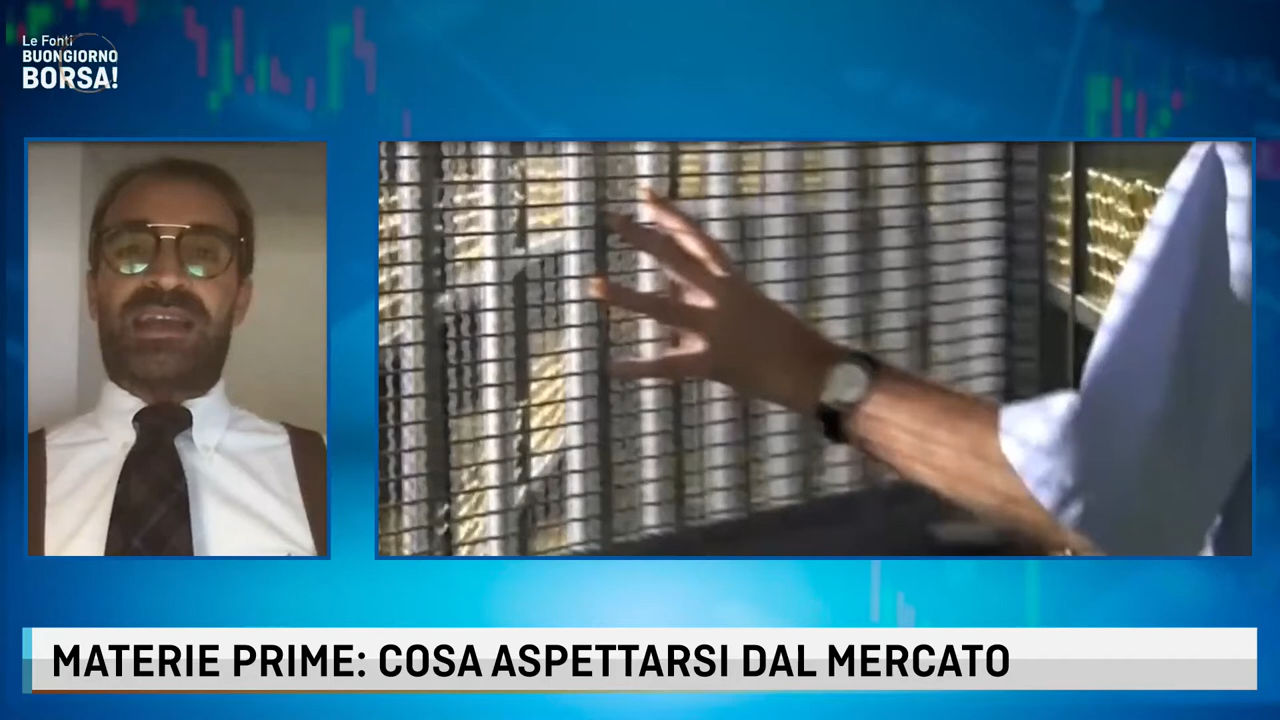 Le Fonti
BUONGIORNO
BORSA!
MATERIE PRIME: COSA ASPETTARSI DAL MERCATO